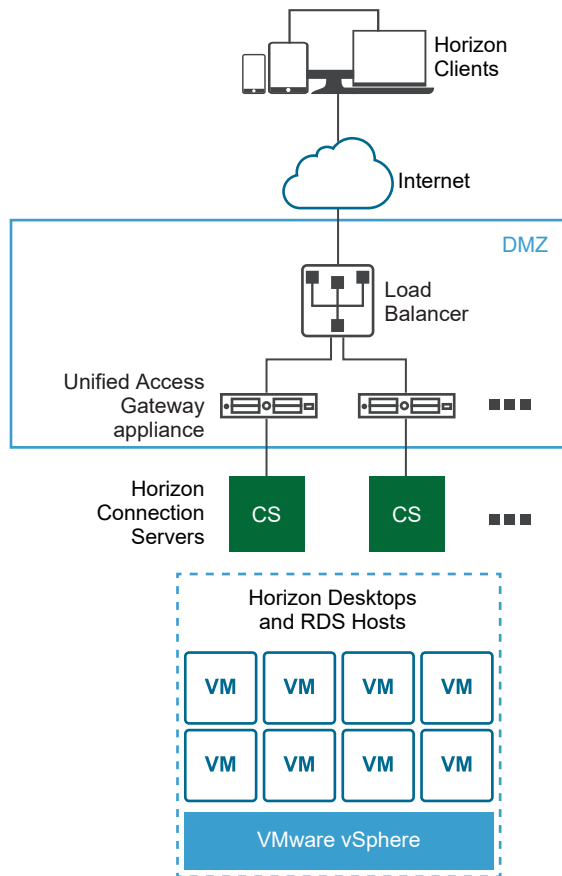 Horizon
Clients
Internet
DMZ
Load
Balancer
Unified Access
Gateway
appliance
Horizon
Connection
Servers
CS
CS
Horizon Desktops
and RDS Hosts
VM
VM
VM
VM
VM
VM
VM
VM
VMware vSphere